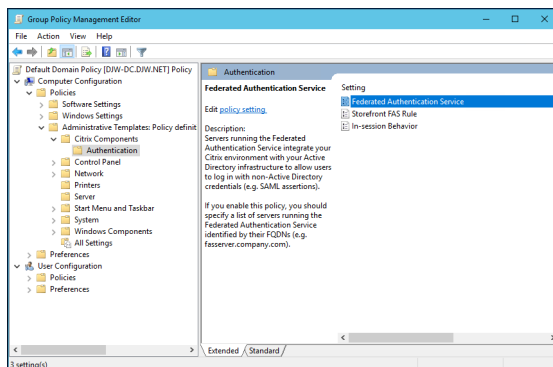 Group Policy Management Editor
File Action View Help
Default Domain Policy [DJW-DC.DJW.NET] Policy
Computer Configuration
Policies
Software Settings
Windows Settings
Administrative Templates: Policy definit
Citrix Components
Authentication
Control Panel
Network
Printers
Server
Start Menu and Taskbar
System
Windows Components
All Settings
Preferences
User Configuration
Policies
Preferences
Authentication
Federated Authentication Service
Edit policy setting.
Description:
Servers running the Federated
Authentication Service integrate your
Citrix environment with your Active
Directory infrastructure to allow users
to log in with non-Active Directory
credentials (e.g. SAML assertions).
If you enable this policy, you should
specify a list of servers running the
Federated Authentication Service
identified by their FQDNs (e.g.
fasserver.company.com).
Setting
Federated Authentication Service
Storefront FAS Rule
In-session Behavior
Extended Standard
3 setting(s)